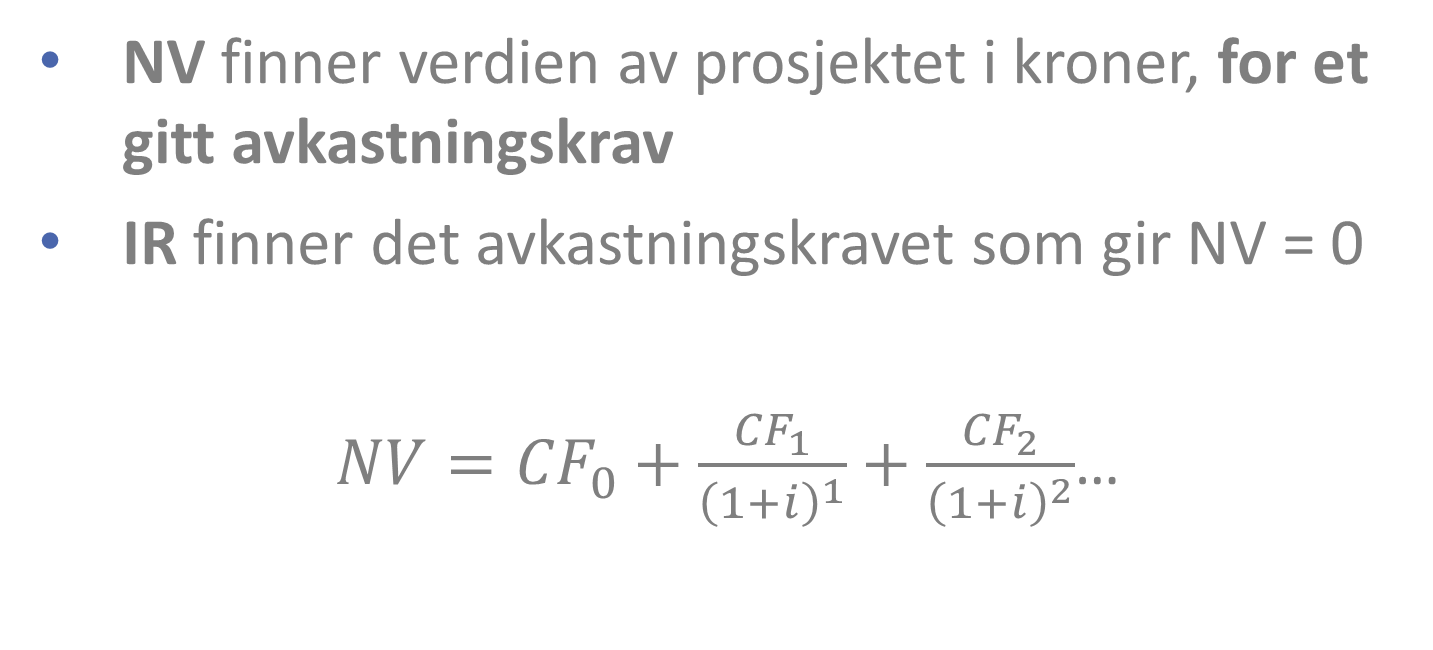 • NV finner verdien av prosjektet i kroner, for et
gitt avkastningskrav
• IR finner det avkastningskravet som gir NV = 0
NV = CF₀ + CF₁/(1+i)¹ + CF₂/(1+i)² ...